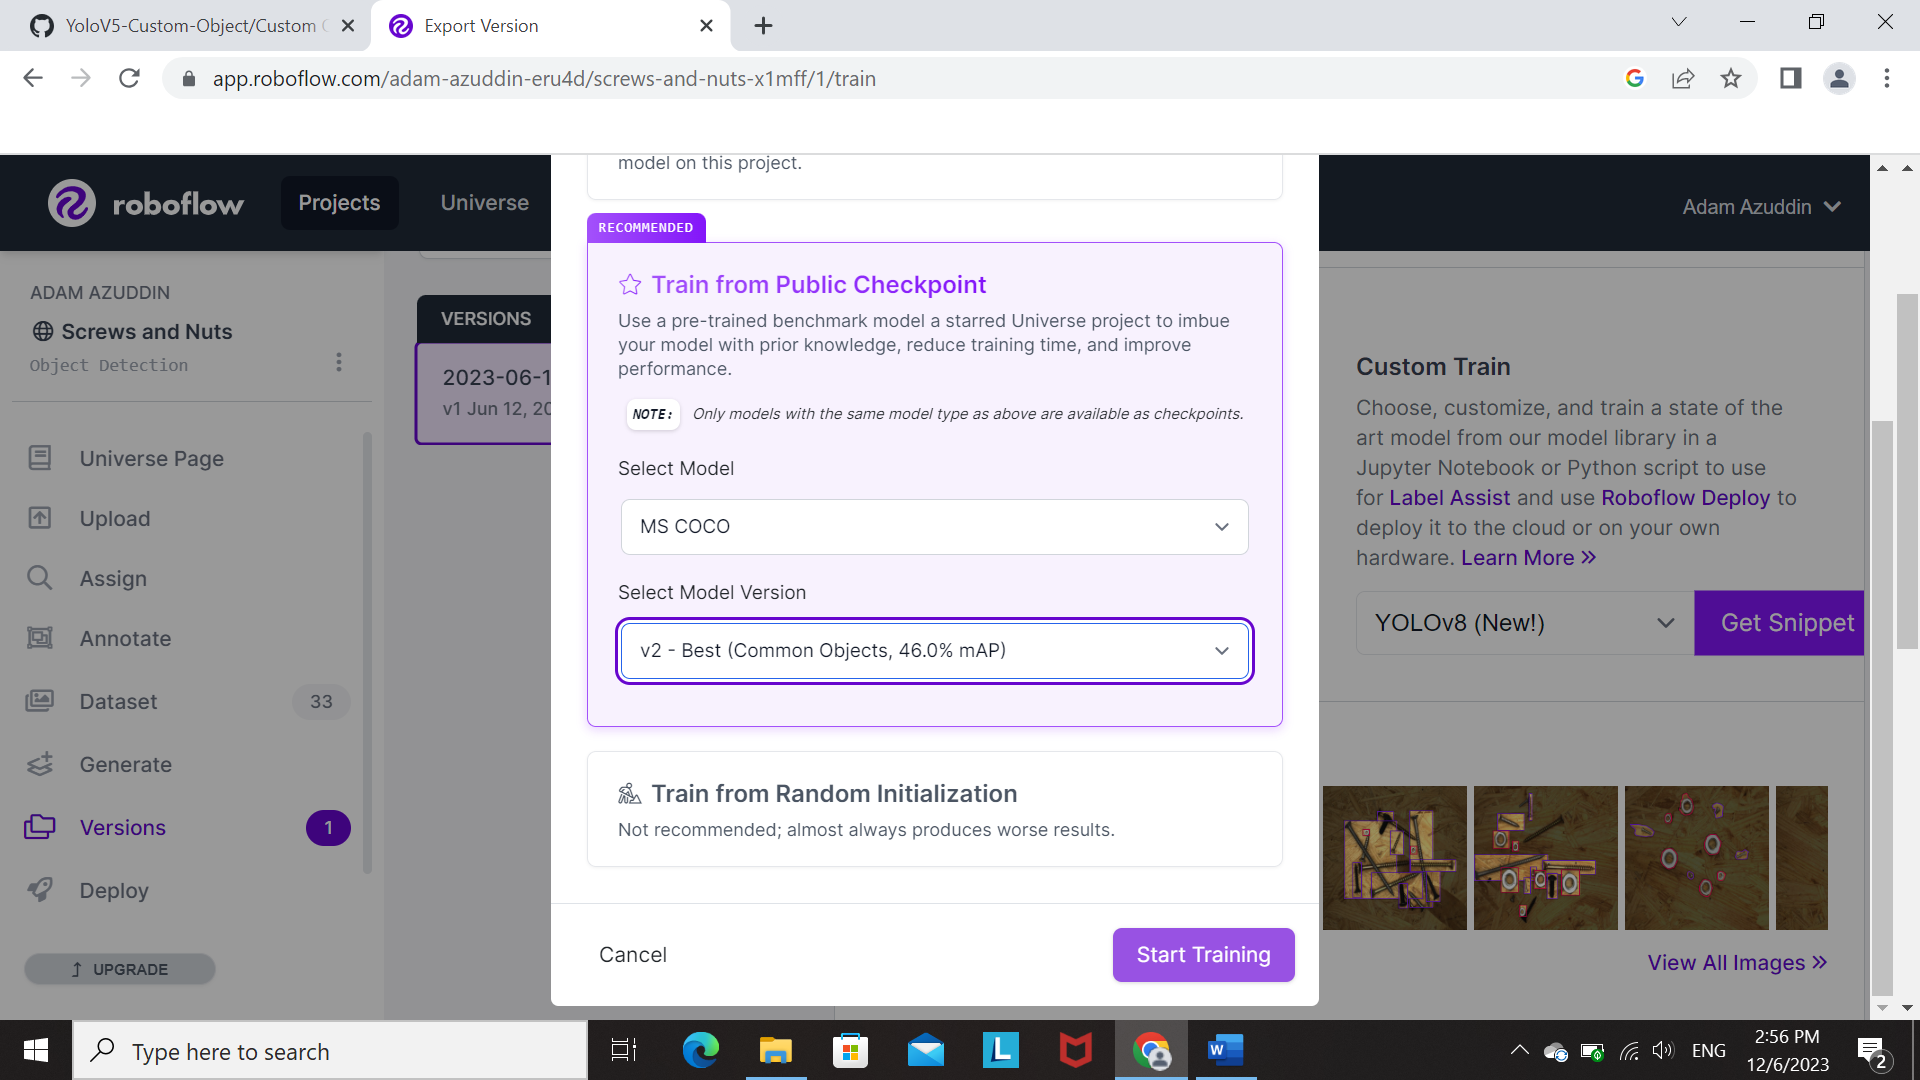 YoloV5-Custom-Object/Custom
Export Version
app.roboflow.com/adam-azuddin-eru4d/screws-and-nuts-x1mff/1/train
roboflow
Projects
Universe
Adam Azuddin
ADAM AZUDDIN
Screws and Nuts
Object Detection
Universe Page
Upload
Assign
Annotate
Dataset
33
Generate
Versions
1
Deploy
UPGRADE
VERSIONS
2023-06-1
v1 Jun 12, 20
model on this project.
RECOMMENDED
Train from Public Checkpoint
Use a pre-trained benchmark model a starred Universe project to imbue
your model with prior knowledge, reduce training time, and improve
performance.
NOTE: Only models with the same model type as above are available as checkpoints.
Select Model
MS COCO
Select Model Version
v2 - Best (Common Objects, 46.0% mAP)
Train from Random Initialization
Not recommended; almost always produces worse results.
Cancel
Start Training
Custom Train
Choose, customize, and train a state of the
art model from our model library in a
Jupyter Notebook or Python script to use
for Label Assist and use Roboflow Deploy to
deploy it to the cloud or on your own
hardware. Learn More »
YOLOv8 (New!)
Get Snippet
View All Images »
Type here to search
L
W
ENG
2:56 PM
12/6/2023
2